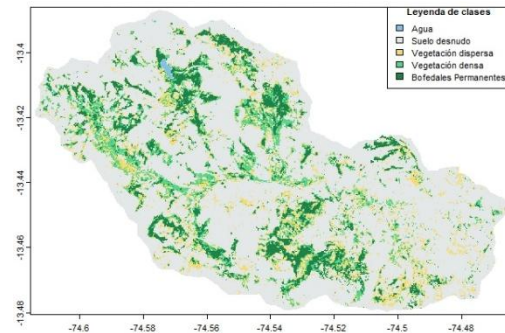 Leyenda de clases
Agua
Suelo desnudo
Vegetación dispersa
Vegetación densa
Bofedales Permanentes
-13.4
-13.42
-13.44
-13.46
-13.48
-74.6
-74.58
-74.56
-74.54
-74.52
-74.5
-74.48